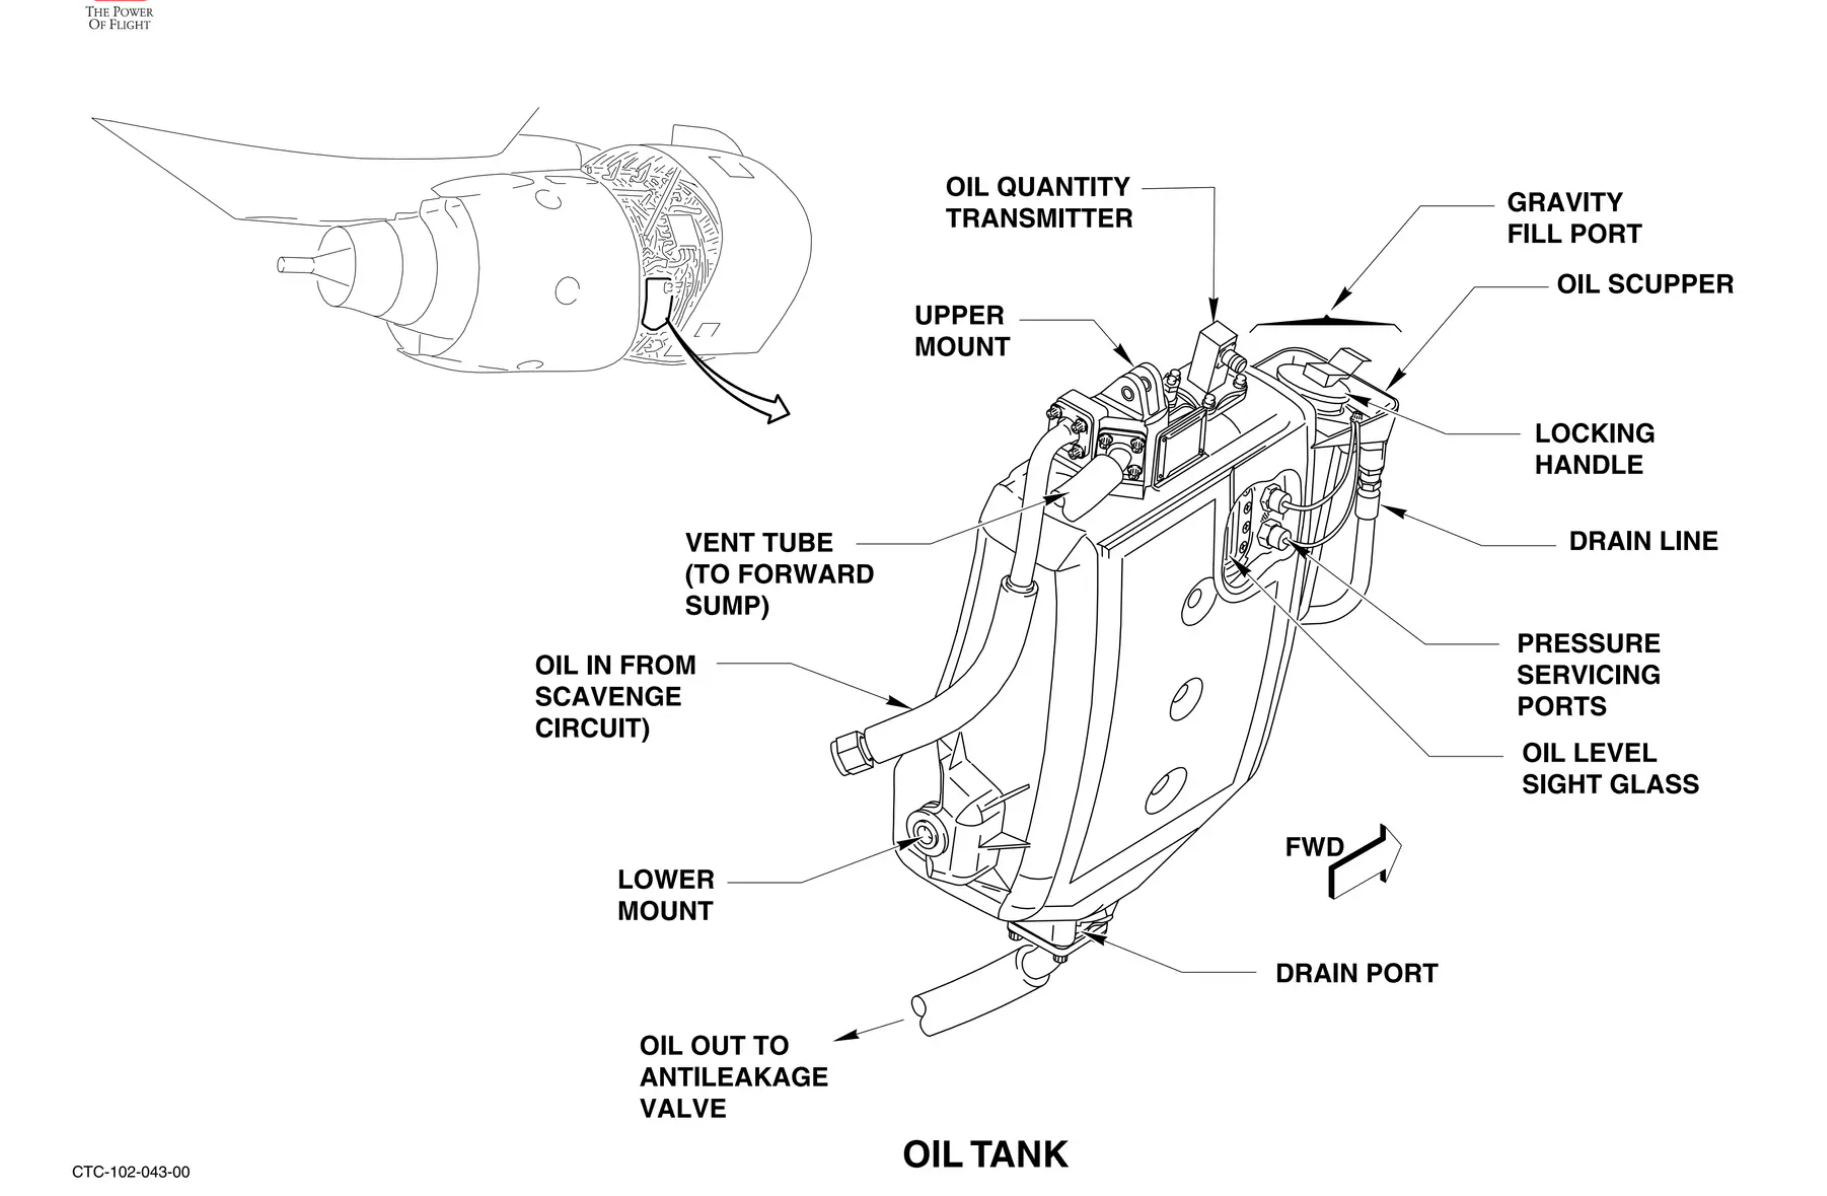 THE POWER
OF FLIGHT
OIL QUANTITY
TRANSMITTER
GRAVITY
FILL PORT
OIL SCUPPER
UPPER
MOUNT
LOCKING
HANDLE
VENT TUBE
(TO FORWARD
SUMP)
DRAIN LINE
OIL IN FROM
SCAVENGE
CIRCUIT)
PRESSURE
SERVICING
PORTS
OIL LEVEL
SIGHT GLASS
FWD
LOWER
MOUNT
DRAIN PORT
OIL OUT TO
ANTILEAKAGE
VALVE
OIL TANK
CTC-102-043-00